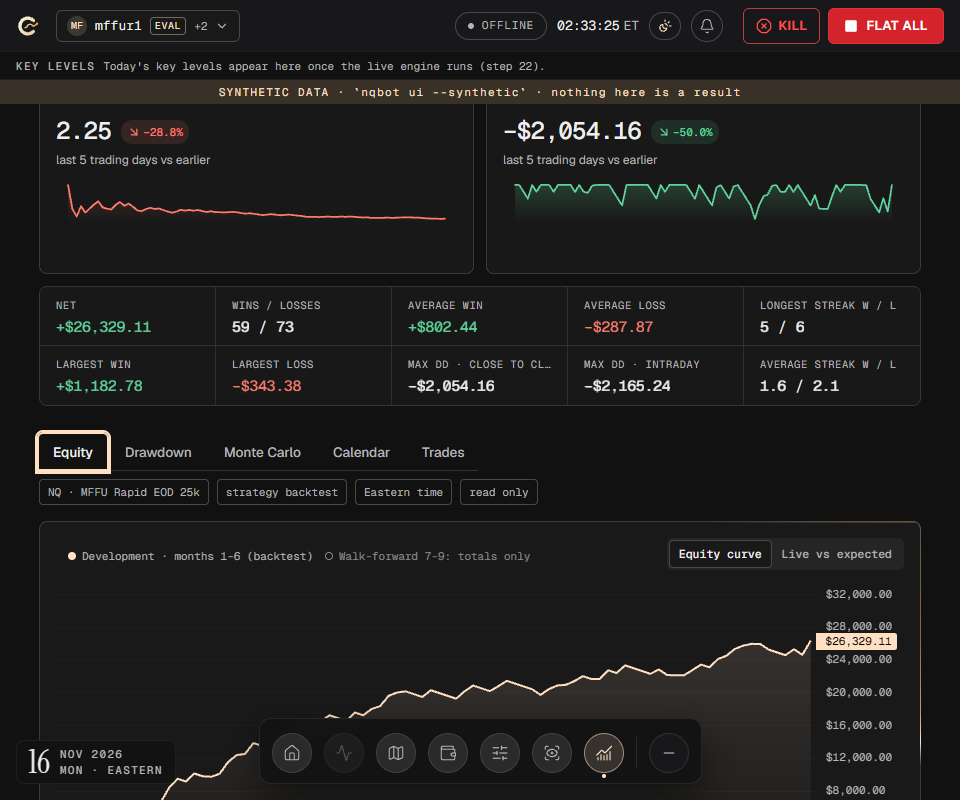 MF mffur1 EVAL +2 OFFLINE 02:33:25 ET KILL FLAT ALL
KEY LEVELS Today's key levels appear here once the live engine runs (step 22).
SYNTHETIC DATA · `nqbot ui --synthetic` · nothing here is a result
2.25 −28.8%
last 5 trading days vs earlier
−$2,054.16 −50.0%
last 5 trading days vs earlier
NET WINS / LOSSES AVERAGE WIN AVERAGE LOSS LONGEST STREAK W / L
+$26,329.11 59 / 73 +$802.44 −$287.87 5 / 6
LARGEST WIN LARGEST LOSS MAX DD · CLOSE TO CL… MAX DD · INTRADAY AVERAGE STREAK W / L
+$1,182.78 −$343.38 −$2,054.16 −$2,165.24 1.6 / 2.1
Equity Drawdown Monte Carlo Calendar Trades
NQ · MFFU Rapid EOD 25k strategy backtest Eastern time read only
Development · months 1-6 (backtest) Walk-forward 7-9: totals only Equity curve Live vs expected
$32,000.00
$28,000.00
$26,329.11
$24,000.00
$20,000.00
$16,000.00
$12,000.00
$8,000.00
16 NOV 2026
MON · EASTERN